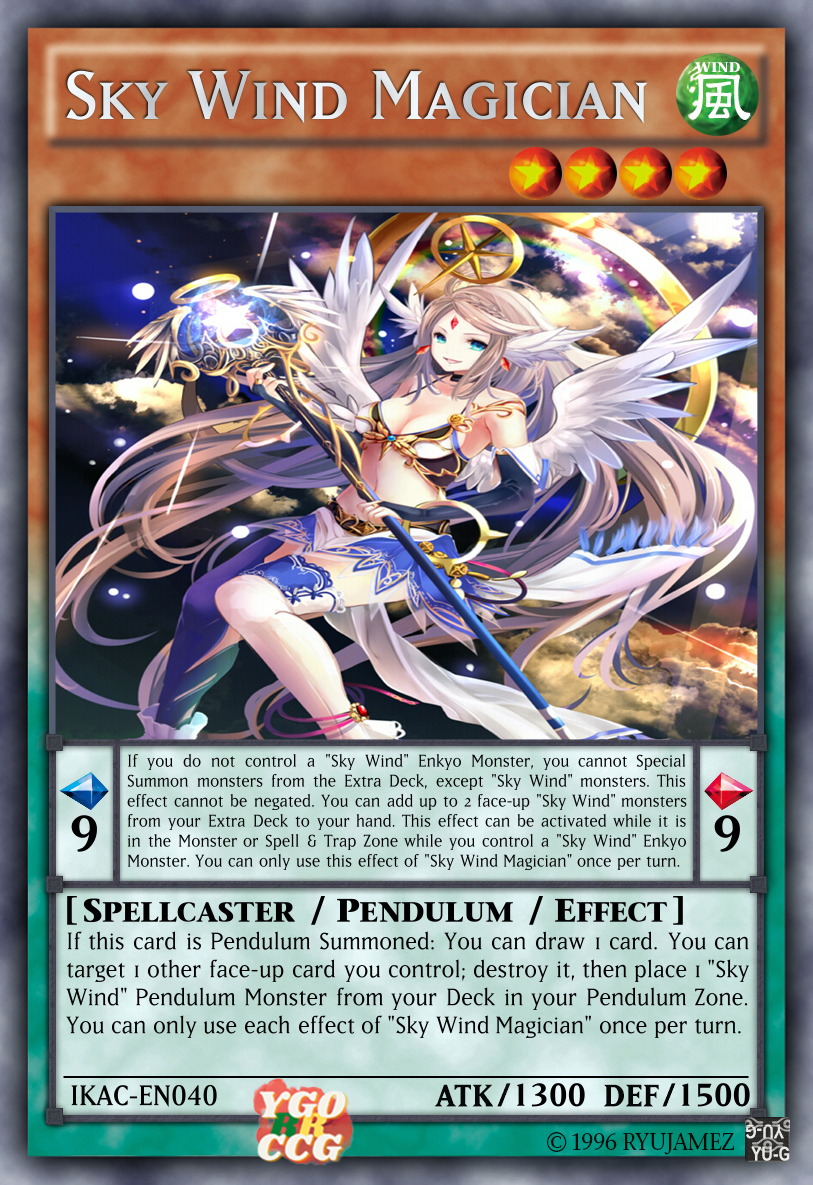 SKY WIND MAGICIAN
WIND
風
If you do not control a "Sky Wind" Enkyo Monster, you cannot Special
Summon monsters from the Extra Deck, except "Sky Wind" monsters. This
effect cannot be negated. You can add up to 2 face-up "Sky Wind" monsters
from your Extra Deck to your hand. This effect can be activated while it is
in the Monster or Spell & Trap Zone while you control a "Sky Wind" Enkyo
Monster. You can only use this effect of "Sky Wind Magician" once per turn.
9
9
[ SPELLCASTER / PENDULUM / EFFECT ]
If this card is Pendulum Summoned: You can draw 1 card. You can
target 1 other face-up card you control; destroy it, then place 1 "Sky
Wind" Pendulum Monster from your Deck in your Pendulum Zone.
You can only use each effect of "Sky Wind Magician" once per turn.
IKAC-EN040
ATK/1300 DEF/1500
YGO
RR
CCG
© 1996 RYUJAMEZ
YU-G
YU-G